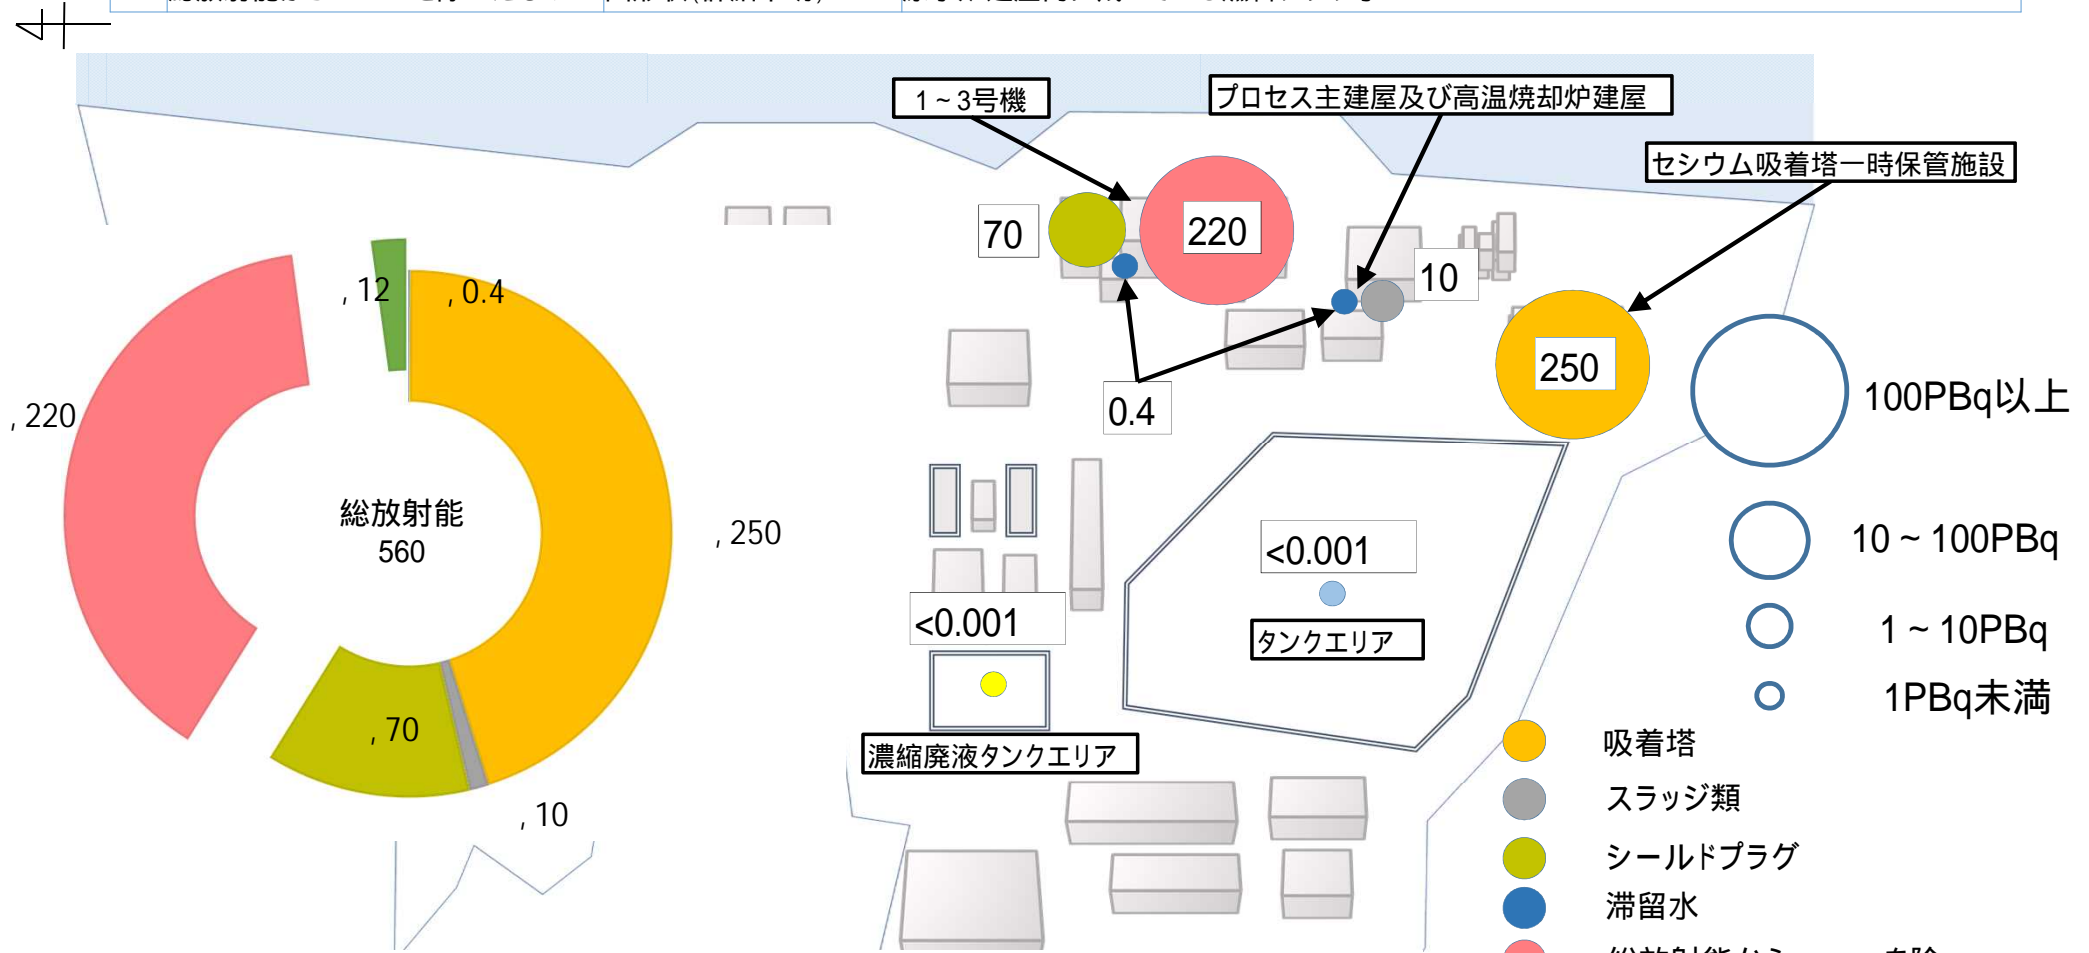 1~3号機
プロセス主建屋及び高温焼却炉建屋
セシウム吸着塔一時保管施設
70
220
10
250
0.4
, 12
, 0.4
, 220
総放射能
560
, 250
, 70
, 10
<0.001
タンクエリア
<0.001
濃縮廃液タンクエリア
100PBq以上
10~100PBq
1~10PBq
1PBq未満
吸着塔
スラッジ類
シールドプラグ
滞留水